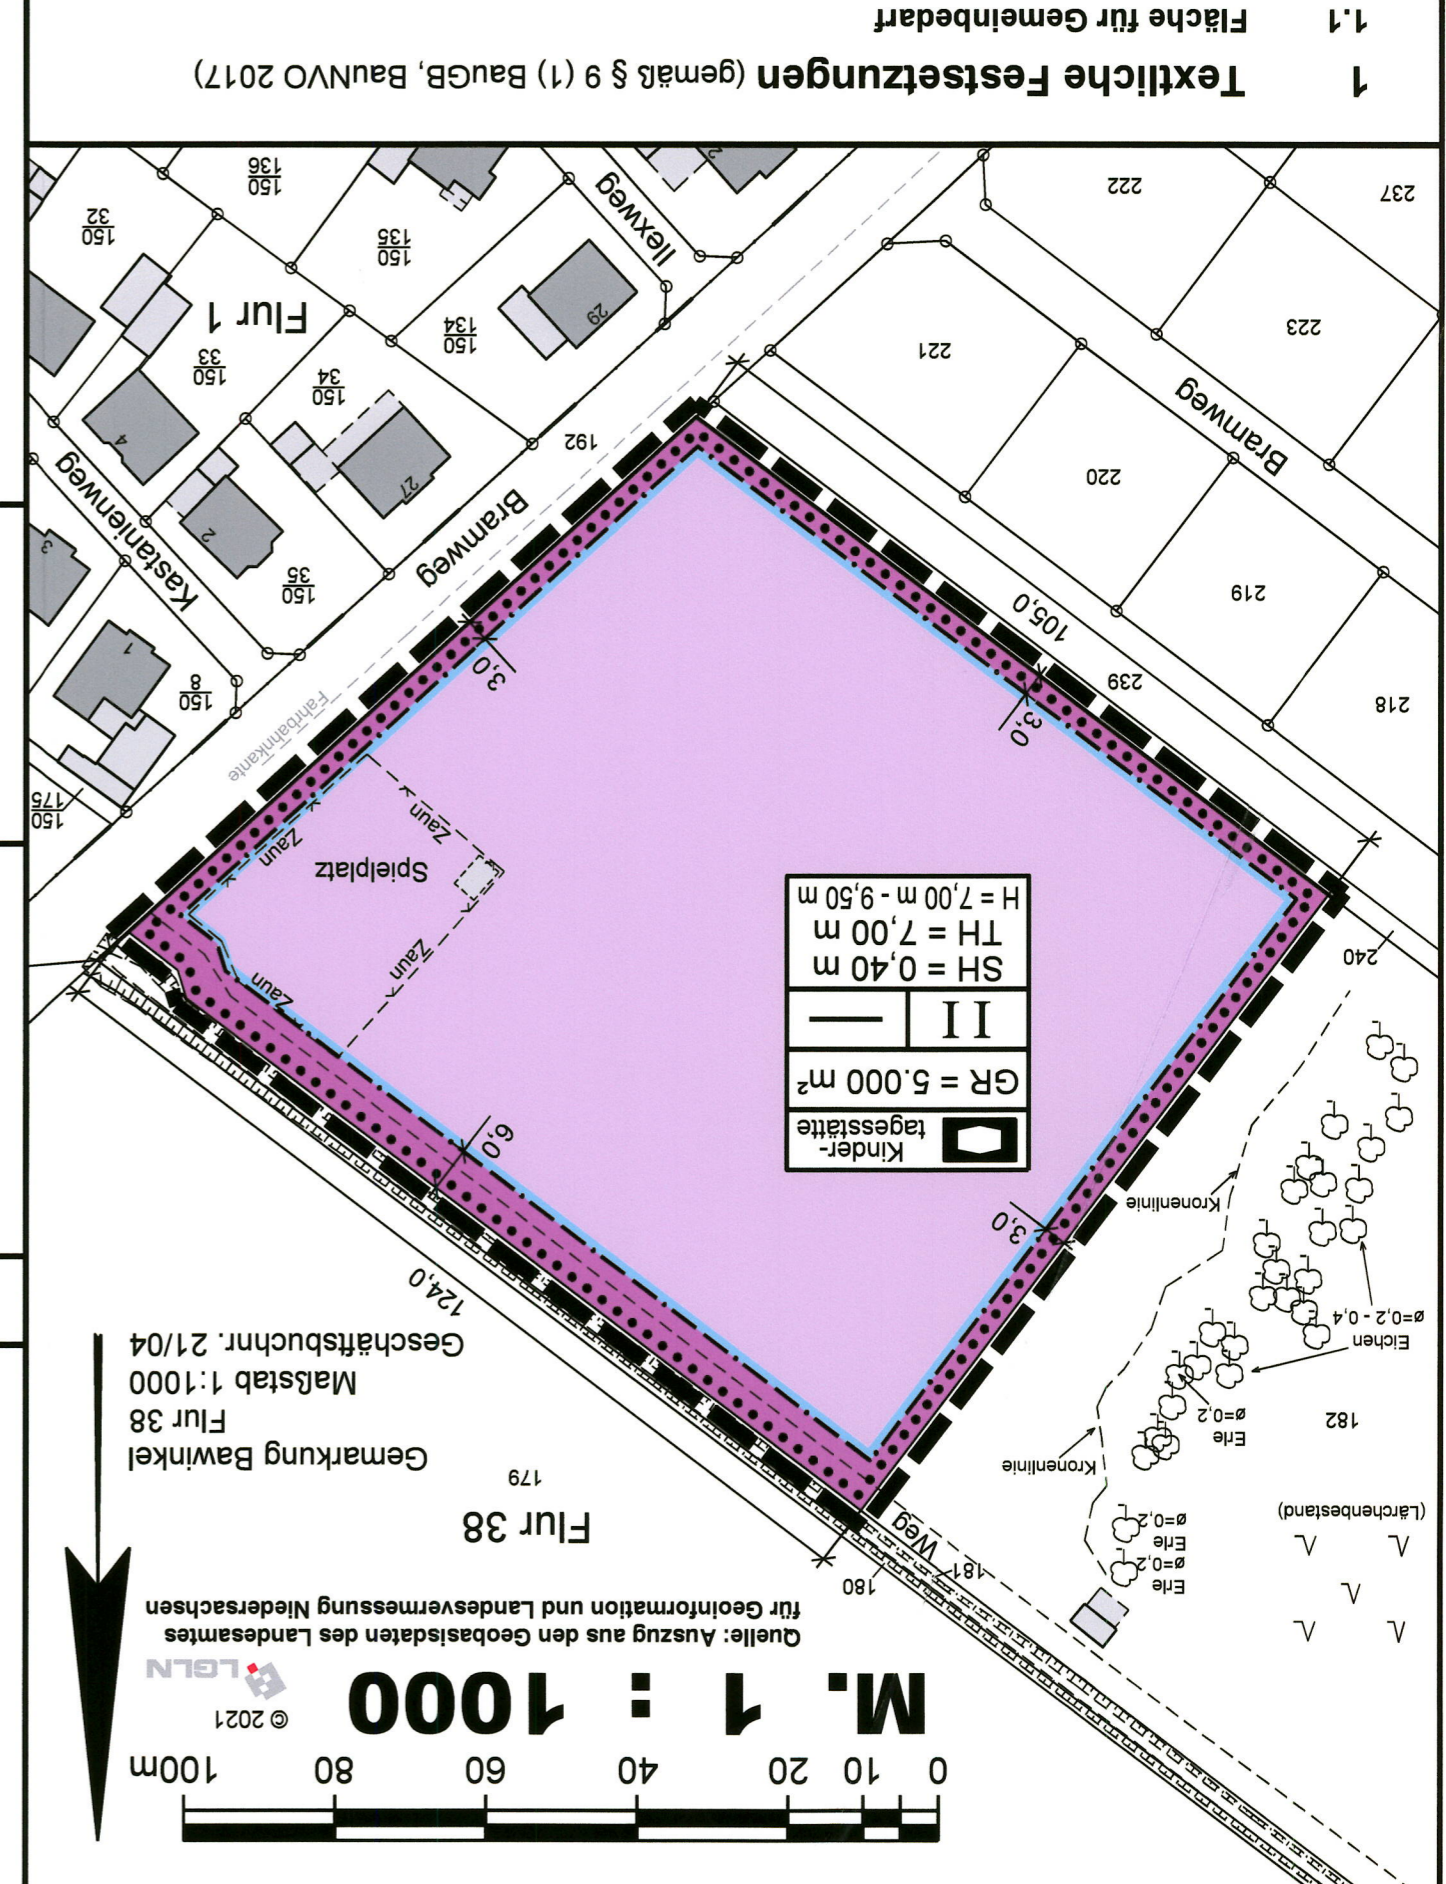 0 10 20 40 60 80 100m
M. 1 : 1000
© 2021
LGLN
Quelle: Auszug aus den Geobasisdaten des Landesamtes
für Geoinformation und Landesvermessung Niedersachsen
Flur 38
179
Gemarkung Bawinkel
Flur 38
Maßstab 1:1000
Geschäftsbuchnr. 21/04
180
181
Weg
Erle
ø=0,2
Erle
ø=0,2
(Lärchenbestand)
Kronenlinie
182
Erle
ø=0,2
Eichen
ø=0,2 - 0,4
Kronenlinie
124,0
6,0
3,0
Kinder-
tagesstätte
GR = 5.000 m²
II
SH = 0,40 m
TH = 7,00 m
H = 7,00 m - 9,50 m
240
Zaun
Zaun
Spielplatz
Zaun
Zaun
Fahrbahnkante
3,0
3,0
105,0
239
218
219
220
221
Bramweg
223
222
237
192
Bramweg
150
175
150
8
1
150
35
3
Kastanienweg
2
27
4
150
34
150
33
Flur 1
150
134
29
150
32
150
135
150
136
Ilexweg
2
1 Textliche Festsetzungen (gemäß § 9 (1) BauGB, BauNVO 2017)
1.1 Fläche für Gemeinbedarf